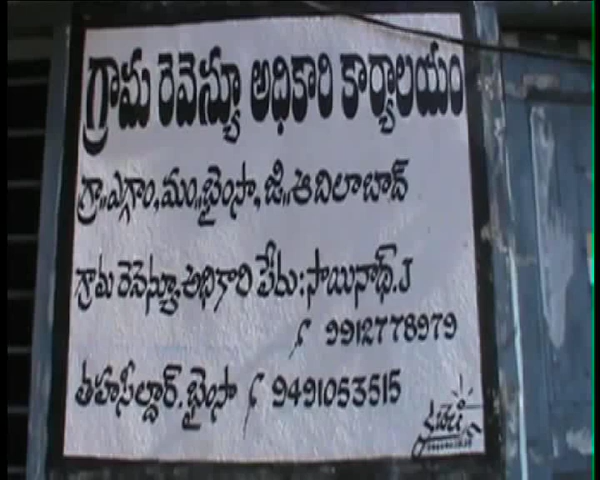 గ్రామ రెవెన్యూ అధికారి కార్యాలయం
గ్రా,,ఎగ్గాం,మం,,భైంసా,జి,,ఆదిలాబాద్
గ్రామ రెవెన్యూ అధికారి పేరు:సాయినాథ్.J
9912778979
తహసీల్దార్.భైంసా 9491053515